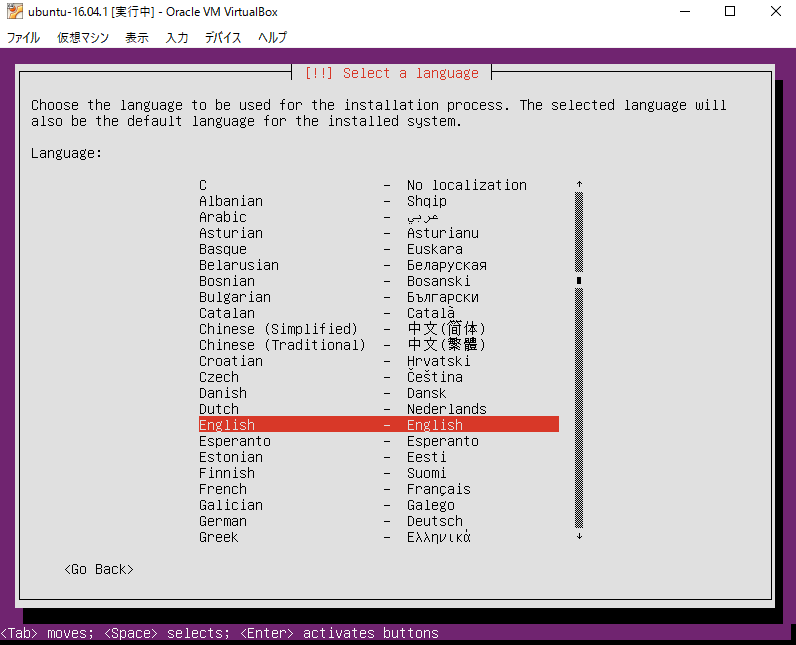 ubuntu-16.04.1 [実行中] - Oracle VM VirtualBox
ファイル 仮想マシン 表示 入力 デバイス ヘルプ
[!!] Select a language
Choose the language to be used for the installation process. The selected language will
also be the default language for the installed system.
Language:
C - No localization
Albanian - Shqip
Arabic - عربي
Asturian - Asturianu
Basque - Euskara
Belarusian - Беларуская
Bosnian - Bosanski
Bulgarian - Български
Catalan - Català
Chinese (Simplified) - 中文(简体)
Chinese (Traditional) - 中文(繁體)
Croatian - Hrvatski
Czech - Čeština
Danish - Dansk
Dutch - Nederlands
English - English
Esperanto - Esperanto
Estonian - Eesti
Finnish - Suomi
French - Français
Galician - Galego
German - Deutsch
Greek - Ελληνικά
<Go Back>
<Tab> moves; <Space> selects; <Enter> activates buttons